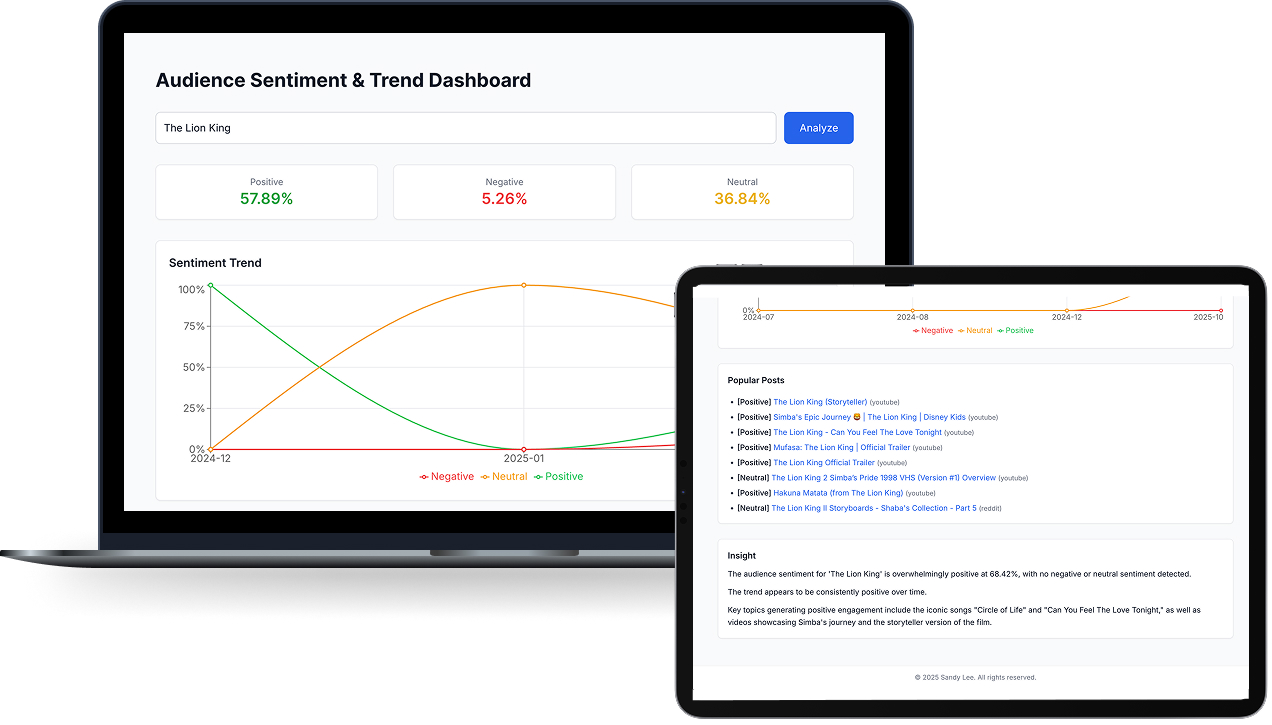 Audience Sentiment & Trend Dashboard
The Lion King
Analyze
Positive
57.89%
Negative
5.26%
Neutral
36.84%
Sentiment Trend
100%
75%
50%
25%
0%
2024-12
2025-01
Negative Neutral Positive
0%
2024-07
2024-08
2024-12
2025-10
Negative Neutral Positive
Popular Posts
• [Positive] The Lion King (Storyteller) (youtube)
• [Positive] Simba's Epic Journey 🦁 | The Lion King | Disney Kids (youtube)
• [Positive] The Lion King - Can You Feel The Love Tonight (youtube)
• [Positive] Mufasa: The Lion King | Official Trailer (youtube)
• [Positive] The Lion King Official Trailer (youtube)
• [Neutral] The Lion King 2 Simba's Pride 1998 VHS (Version #1) Overview (youtube)
• [Positive] Hakuna Matata (from The Lion King) (youtube)
• [Neutral] The Lion King II Storyboards - Shaba's Collection - Part 5 (reddit)
Insight
The audience sentiment for 'The Lion King' is overwhelmingly positive at 68.42%, with no negative or neutral sentiment detected.
The trend appears to be consistently positive over time.
Key topics generating positive engagement include the iconic songs "Circle of Life" and "Can You Feel The Love Tonight," as well as
videos showcasing Simba's journey and the storyteller version of the film.
© 2025 Sandy Lee. All rights reserved.